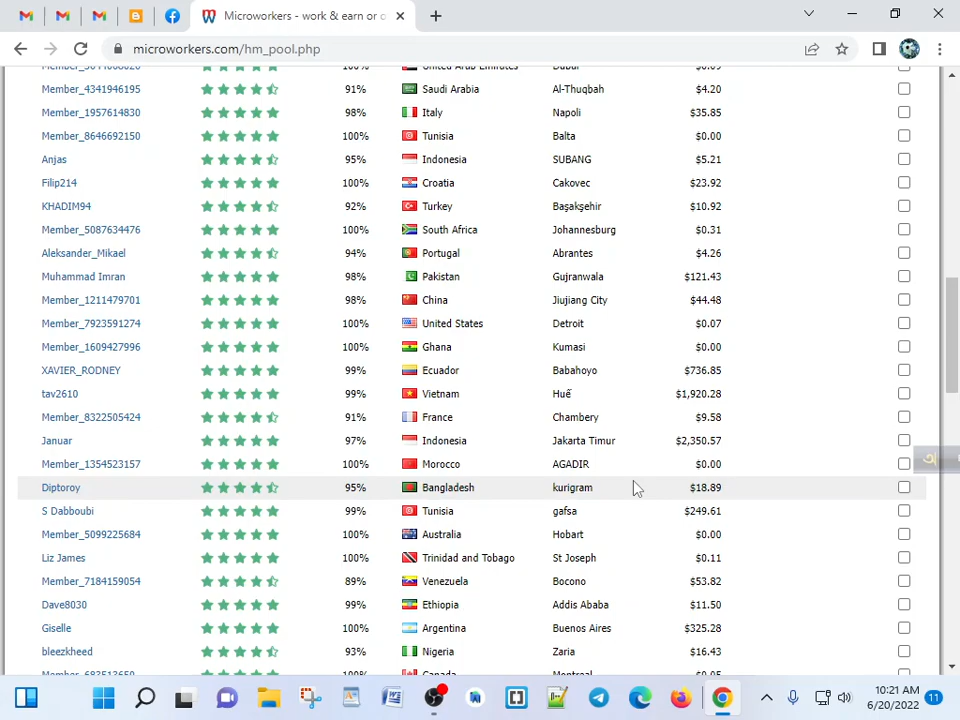 Microworkers - work & earn or o
microworkers.com/hm_pool.php
Member_4341946195 91% Saudi Arabia Al-Thuqbah $4.20
Member_1957614830 98% Italy Napoli $35.85
Member_8646692150 100% Tunisia Balta $0.00
Anjas 95% Indonesia SUBANG $5.21
Filip214 100% Croatia Cakovec $23.92
KHADIM94 92% Turkey Başakşehir $10.92
Member_5087634476 100% South Africa Johannesburg $0.31
Aleksander_Mikael 94% Portugal Abrantes $4.26
Muhammad Imran 98% Pakistan Gujranwala $121.43
Member_1211479701 98% China Jiujiang City $44.48
Member_7923591274 100% United States Detroit $0.07
Member_1609427996 100% Ghana Kumasi $0.00
XAVIER_RODNEY 99% Ecuador Babahoyo $736.85
tav2610 99% Vietnam Huế $1,920.28
Member_8322505424 91% France Chambery $9.58
Januar 97% Indonesia Jakarta Timur $2,350.57
Member_1354523157 100% Morocco AGADIR $0.00
অ
Diptoroy 95% Bangladesh kurigram $18.89
S Dabboubi 99% Tunisia gafsa $249.61
Member_5099225684 100% Australia Hobart $0.00
Liz James 100% Trinidad and Tobago St Joseph $0.11
Member_7184159054 89% Venezuela Bocono $53.82
Dave8030 99% Ethiopia Addis Ababa $11.50
Giselle 100% Argentina Buenos Aires $325.28
bleezkheed 93% Nigeria Zaria $16.43
10:21 AM
6/20/2022
11